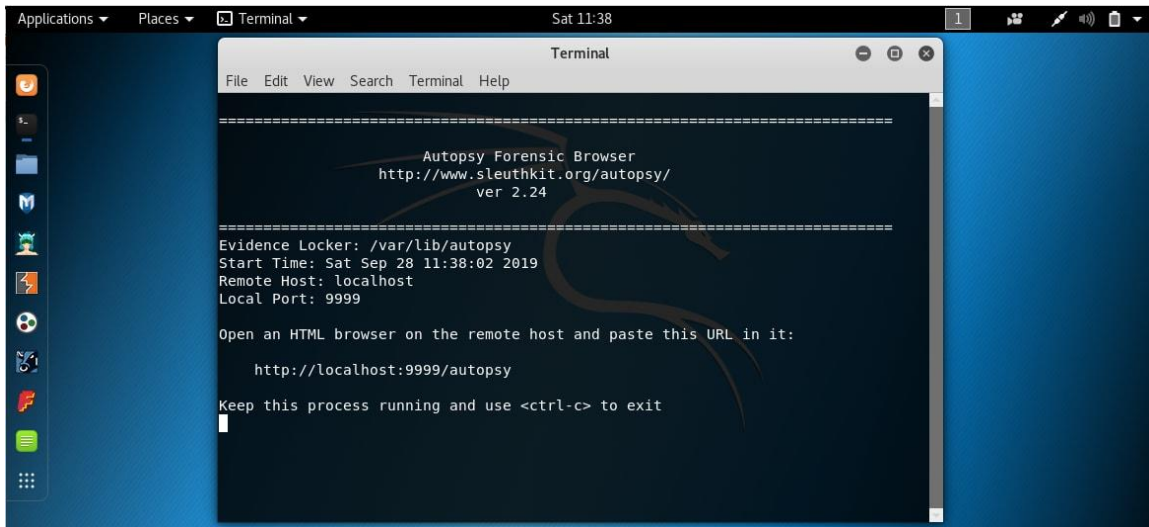 Applications Places Terminal Sat 11:38 1
Terminal
File Edit View Search Terminal Help
============================================================================
Autopsy Forensic Browser
http://www.sleuthkit.org/autopsy/
ver 2.24
============================================================================
Evidence Locker: /var/lib/autopsy
Start Time: Sat Sep 28 11:38:02 2019
Remote Host: localhost
Local Port: 9999
Open an HTML browser on the remote host and paste this URL in it:
http://localhost:9999/autopsy
Keep this process running and use <ctrl-c> to exit